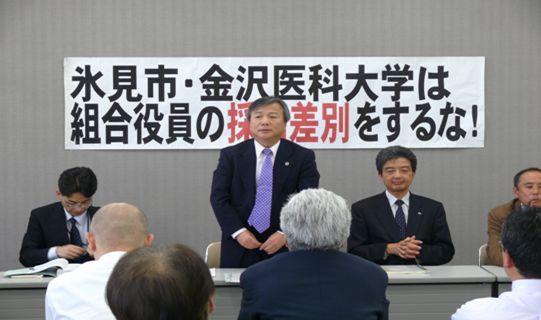 氷見市・金沢医科大学は
組合役員の採 差別をするな!